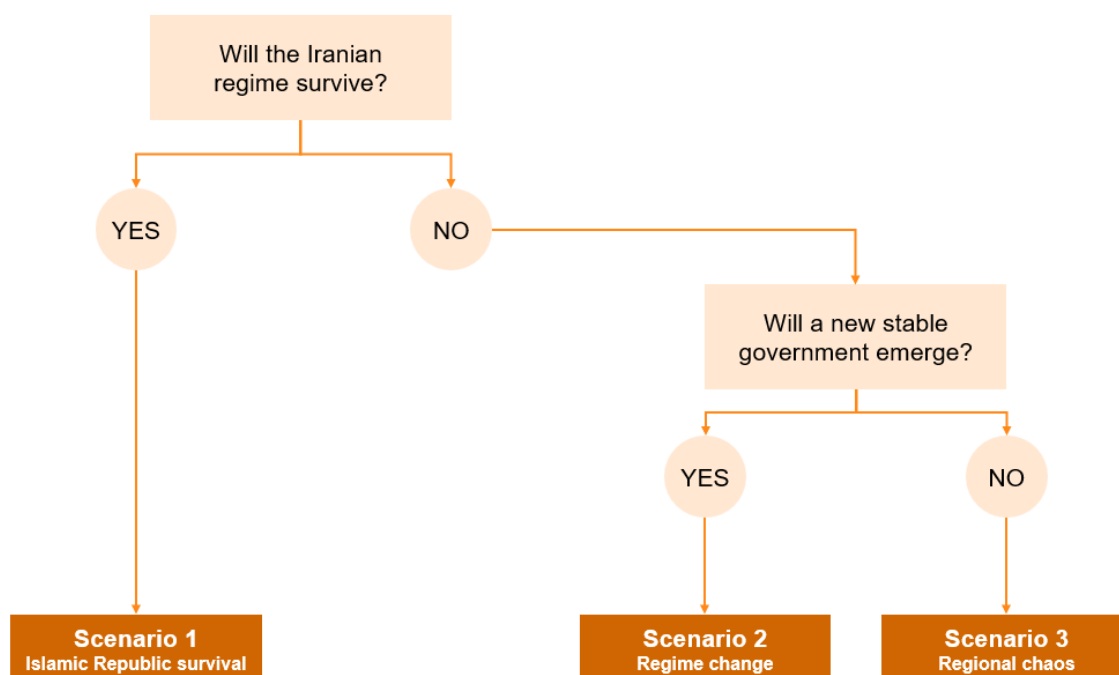 Will the Iranian
regime survive?
YES
NO
Will a new stable
government emerge?
YES
NO
Scenario 1
Islamic Republic survival
Scenario 2
Regime change
Scenario 3
Regional chaos